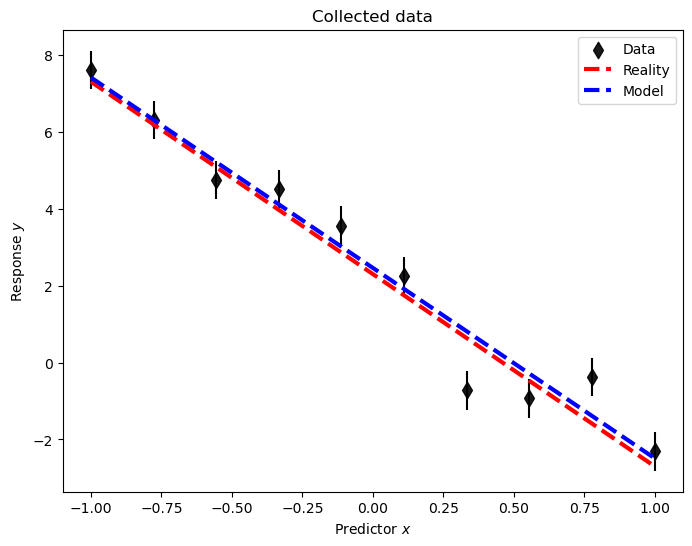 Collected data
Data
Reality
Model
Response y
8
6
4
2
0
−2
−1.00
−0.75
−0.50
−0.25
0.00
0.25
0.50
0.75
1.00
Predictor x